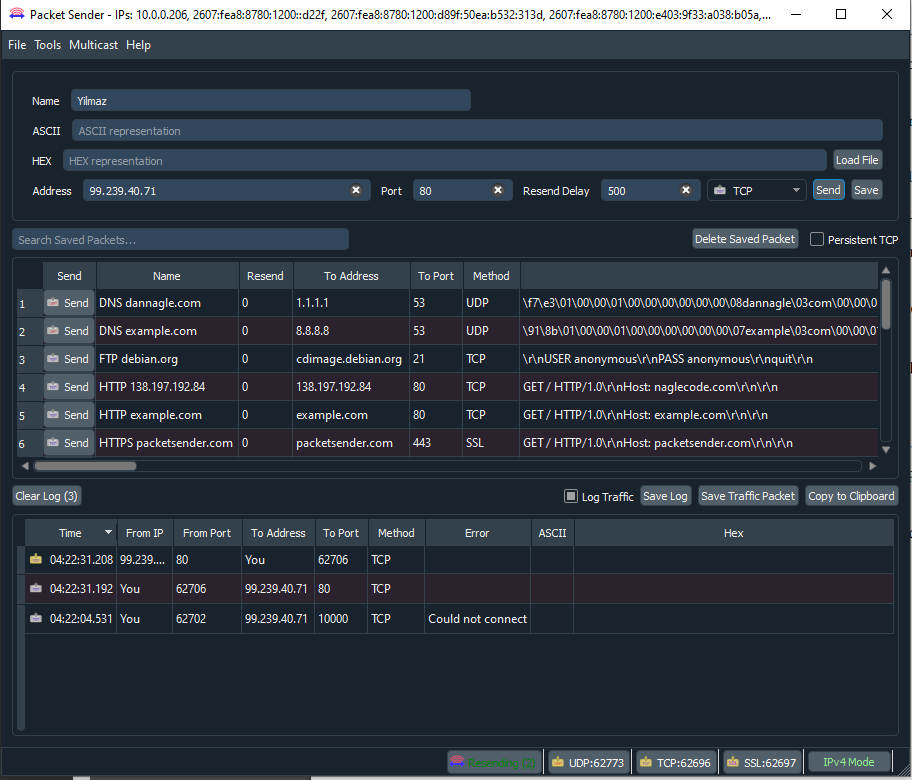 Packet Sender - IPs: 10.0.0.206, 2607:fea8:8780:1200::d22f, 2607:fea8:8780:1200:d89f:50ea:b532:313d, 2607:fea8:8780:1200:e403:9f33:a038:b05a,...
File Tools Multicast Help
Name Yilmaz
ASCII ASCII representation
HEX HEX representation Load File
Address 99.239.40.71 Port 80 Resend Delay 500 TCP Send Save
Search Saved Packets... Delete Saved Packet Persistent TCP
Send Name Resend To Address To Port Method
1 Send DNS dannagle.com 0 1.1.1.1 53 UDP \f7\e3\01\00\00\01\00\00\00\00\00\00\08dannagle\03com\00\00\0
2 Send DNS example.com 0 8.8.8.8 53 UDP \91\8b\01\00\00\01\00\00\00\00\00\00\07example\03com\00\00\0
3 Send FTP debian.org 0 cdimage.debian.org 21 TCP \r\nUSER anonymous\r\nPASS anonymous\r\nquit\r\n
4 Send HTTP 138.197.192.84 0 138.197.192.84 80 TCP GET / HTTP/1.0\r\nHost: naglecode.com\r\n\r\n
5 Send HTTP example.com 0 example.com 80 TCP GET / HTTP/1.0\r\nHost: example.com\r\n\r\n
6 Send HTTPS packetsender.com 0 packetsender.com 443 SSL GET / HTTP/1.0\r\nHost: packetsender.com\r\n\r\n
Clear Log (3) Log Traffic Save Log Save Traffic Packet Copy to Clipboard
Time From IP From Port To Address To Port Method Error ASCII Hex
04:22:31.208 99.239.... 80 You 62706 TCP
04:22:31.192 You 62706 99.239.40.71 80 TCP
04:22:04.531 You 62702 99.239.40.71 10000 TCP Could not connect
Resending (2) UDP:62773 TCP:62696 SSL:62697 IPv4 Mode